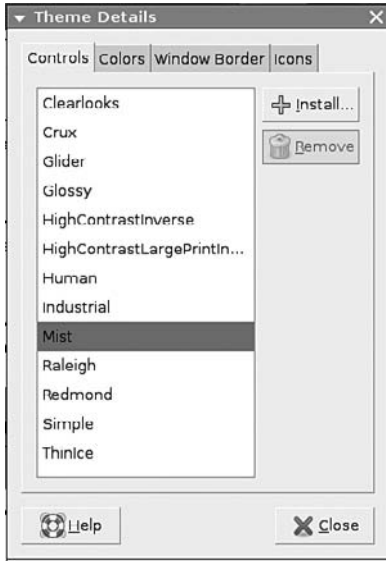 Theme Details
Controls Colors Window Border Icons
Clearlooks
Crux
Glider
Glossy
HighContrastInverse
HighContrastLargePrintIn...
Human
Industrial
Mist
Raleigh
Redmond
Simple
ThinIce
Install...
Remove
Help
Close